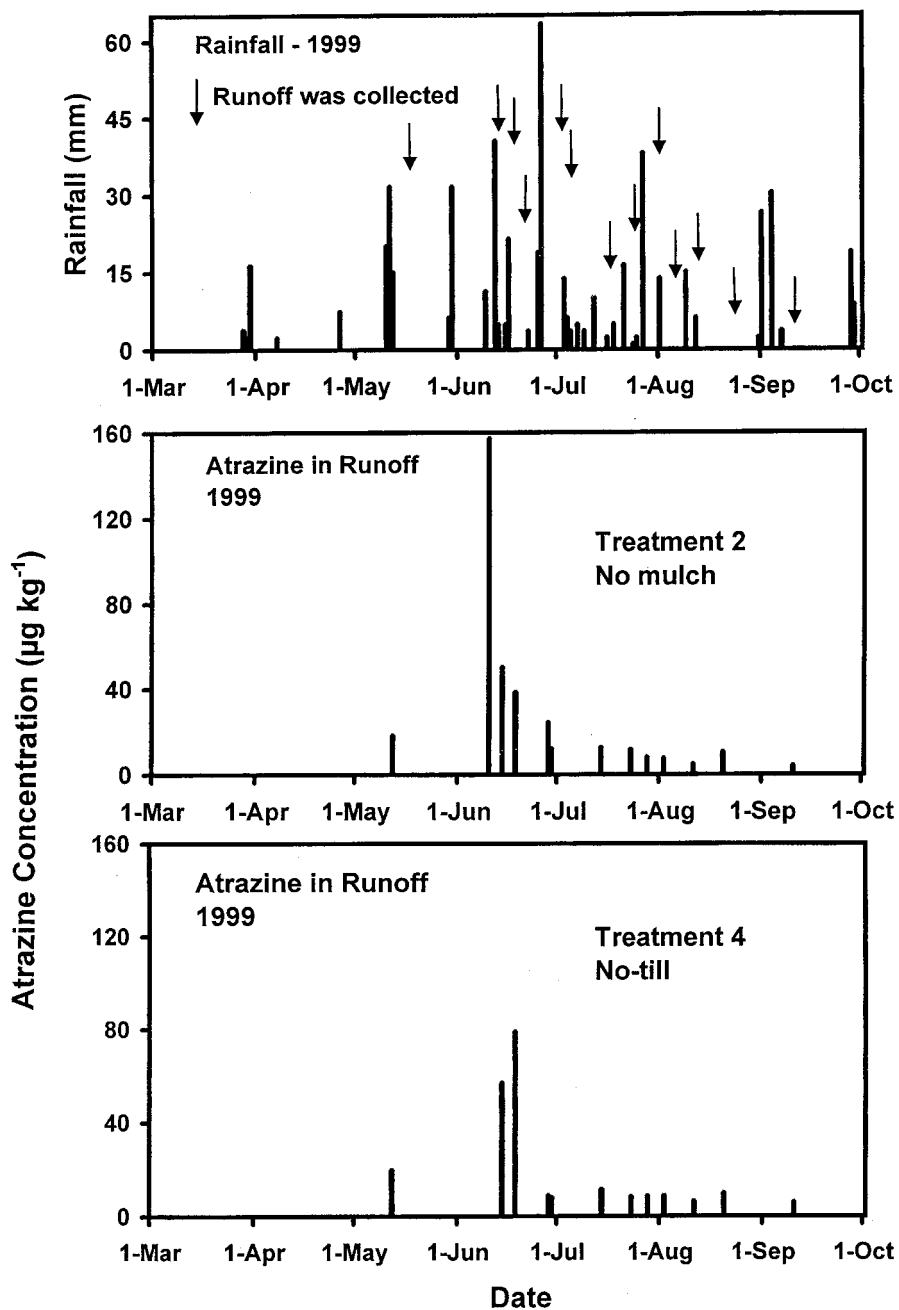 Rainfall - 1999
Runoff was collected
Rainfall (mm)
60
45
30
15
0
1-Mar 1-Apr 1-May 1-Jun 1-Jul 1-Aug 1-Sep 1-Oct
Atrazine Concentration (µg kg-1)
Atrazine in Runoff
1999
Treatment 2
No mulch
160
120
80
40
0
1-Mar 1-Apr 1-May 1-Jun 1-Jul 1-Aug 1-Sep 1-Oct
Atrazine in Runoff
1999
Treatment 4
No-till
160
120
80
40
0
1-Mar 1-Apr 1-May 1-Jun 1-Jul 1-Aug 1-Sep 1-Oct
Date